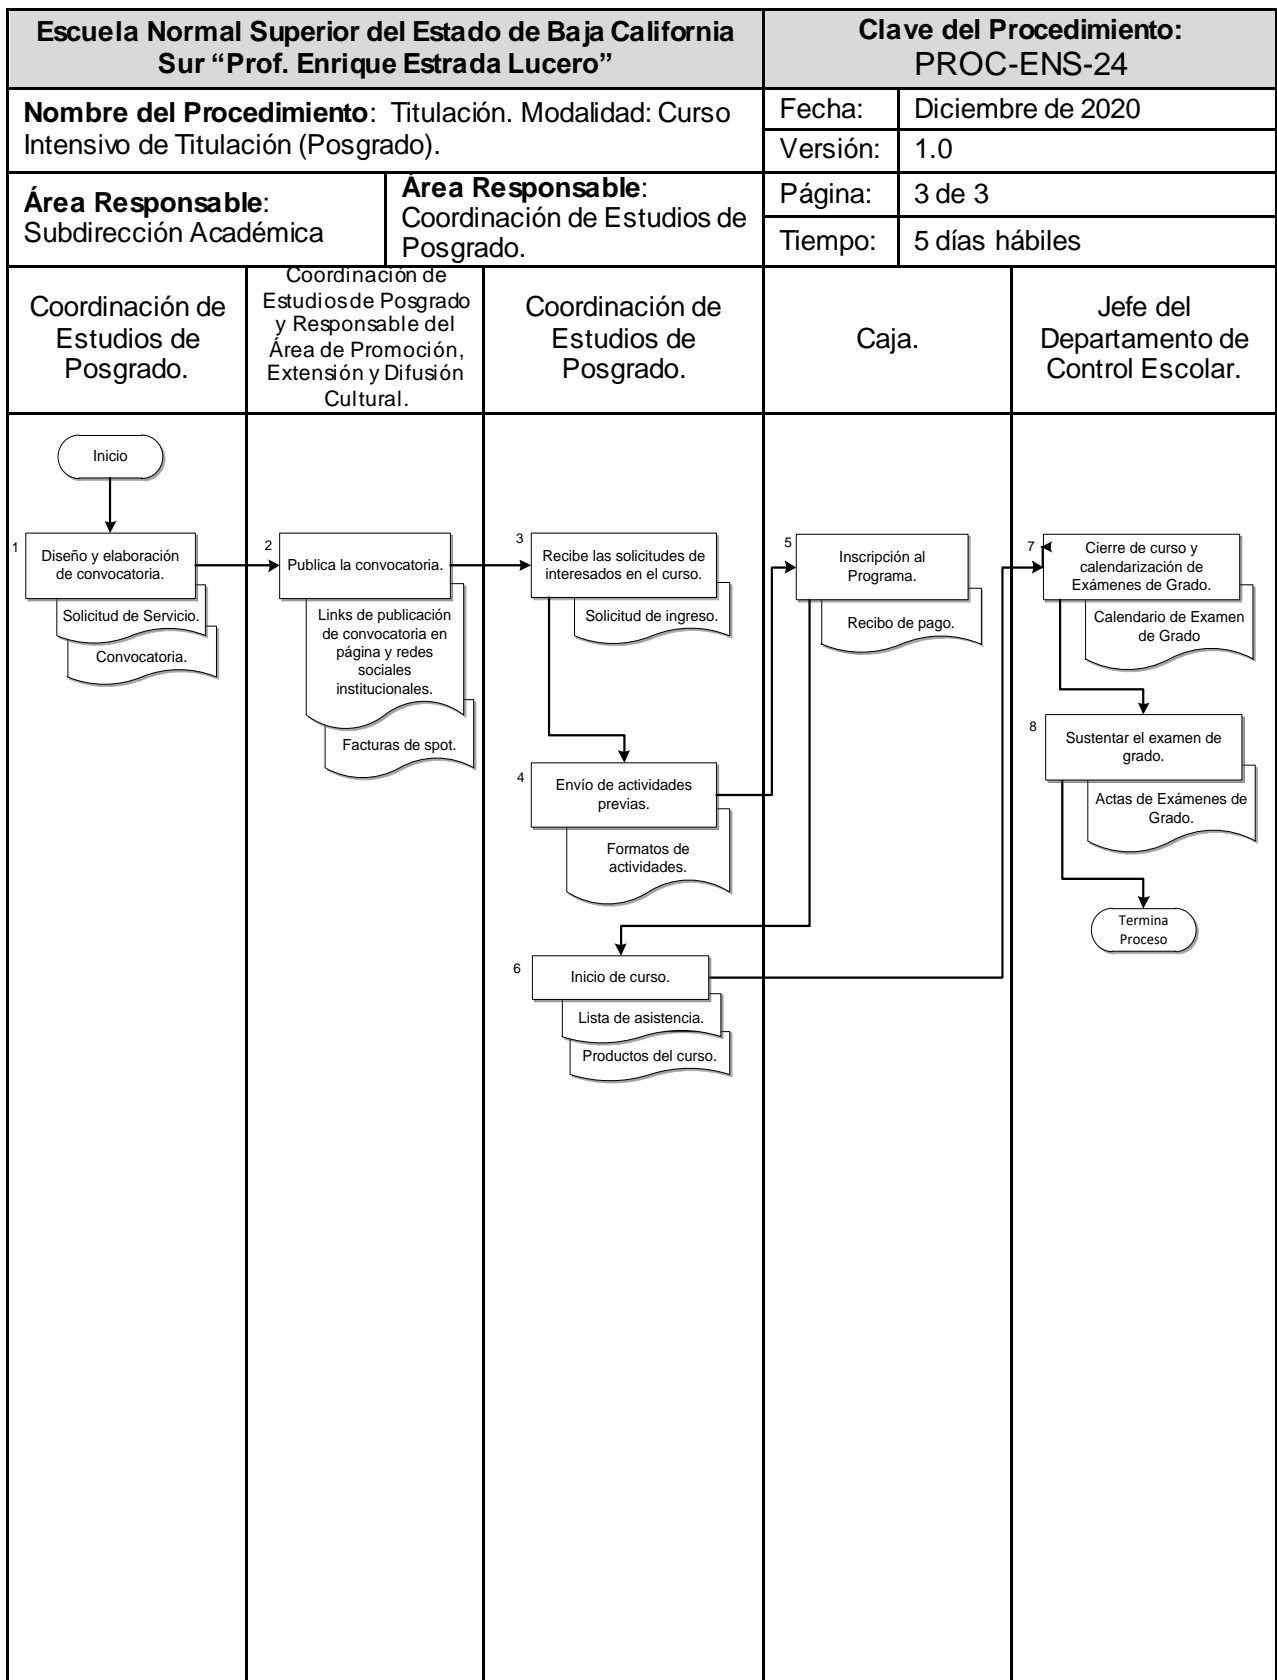 Escuela Normal Superior del Estado de Baja California
Sur “Prof. Enrique Estrada Lucero”
Clave del Procedimiento:
PROC-ENS-24
Nombre del Procedimiento: Titulación. Modalidad: Curso
Intensivo de Titulación (Posgrado).
Fecha:
Diciembre de 2020
Versión:
1.0
Área Responsable:
Subdirección Académica
Área Responsable:
Coordinación de Estudios de
Posgrado.
Página:
3 de 3
Tiempo:
5 días hábiles
Coordinación de
Estudios de
Posgrado.
Coordinación de
Estudios de Posgrado
y Responsable del
Área de Promoción,
Extensión y Difusión
Cultural.
Coordinación de
Estudios de
Posgrado.
Caja.
Jefe del
Departamento de
Control Escolar.
Inicio
1
Diseño y elaboración
de convocatoria.
Solicitud de Servicio.
Convocatoria.
2
Publica la convocatoria.
Links de publicación
de convocatoria en
página y redes
sociales
institucionales.
Facturas de spot.
3
Recibe las solicitudes de
interesados en el curso.
Solicitud de ingreso.
4
Envío de actividades
previas.
Formatos de
actividades.
5
Inscripción al
Programa.
Recibo de pago.
6
Inicio de curso.
Lista de asistencia.
Productos del curso.
7
Cierre de curso y
calendarización de
Exámenes de Grado.
Calendario de Examen
de Grado
8
Sustentar el examen de
grado.
Actas de Exámenes de
Grado.
Termina
Proceso